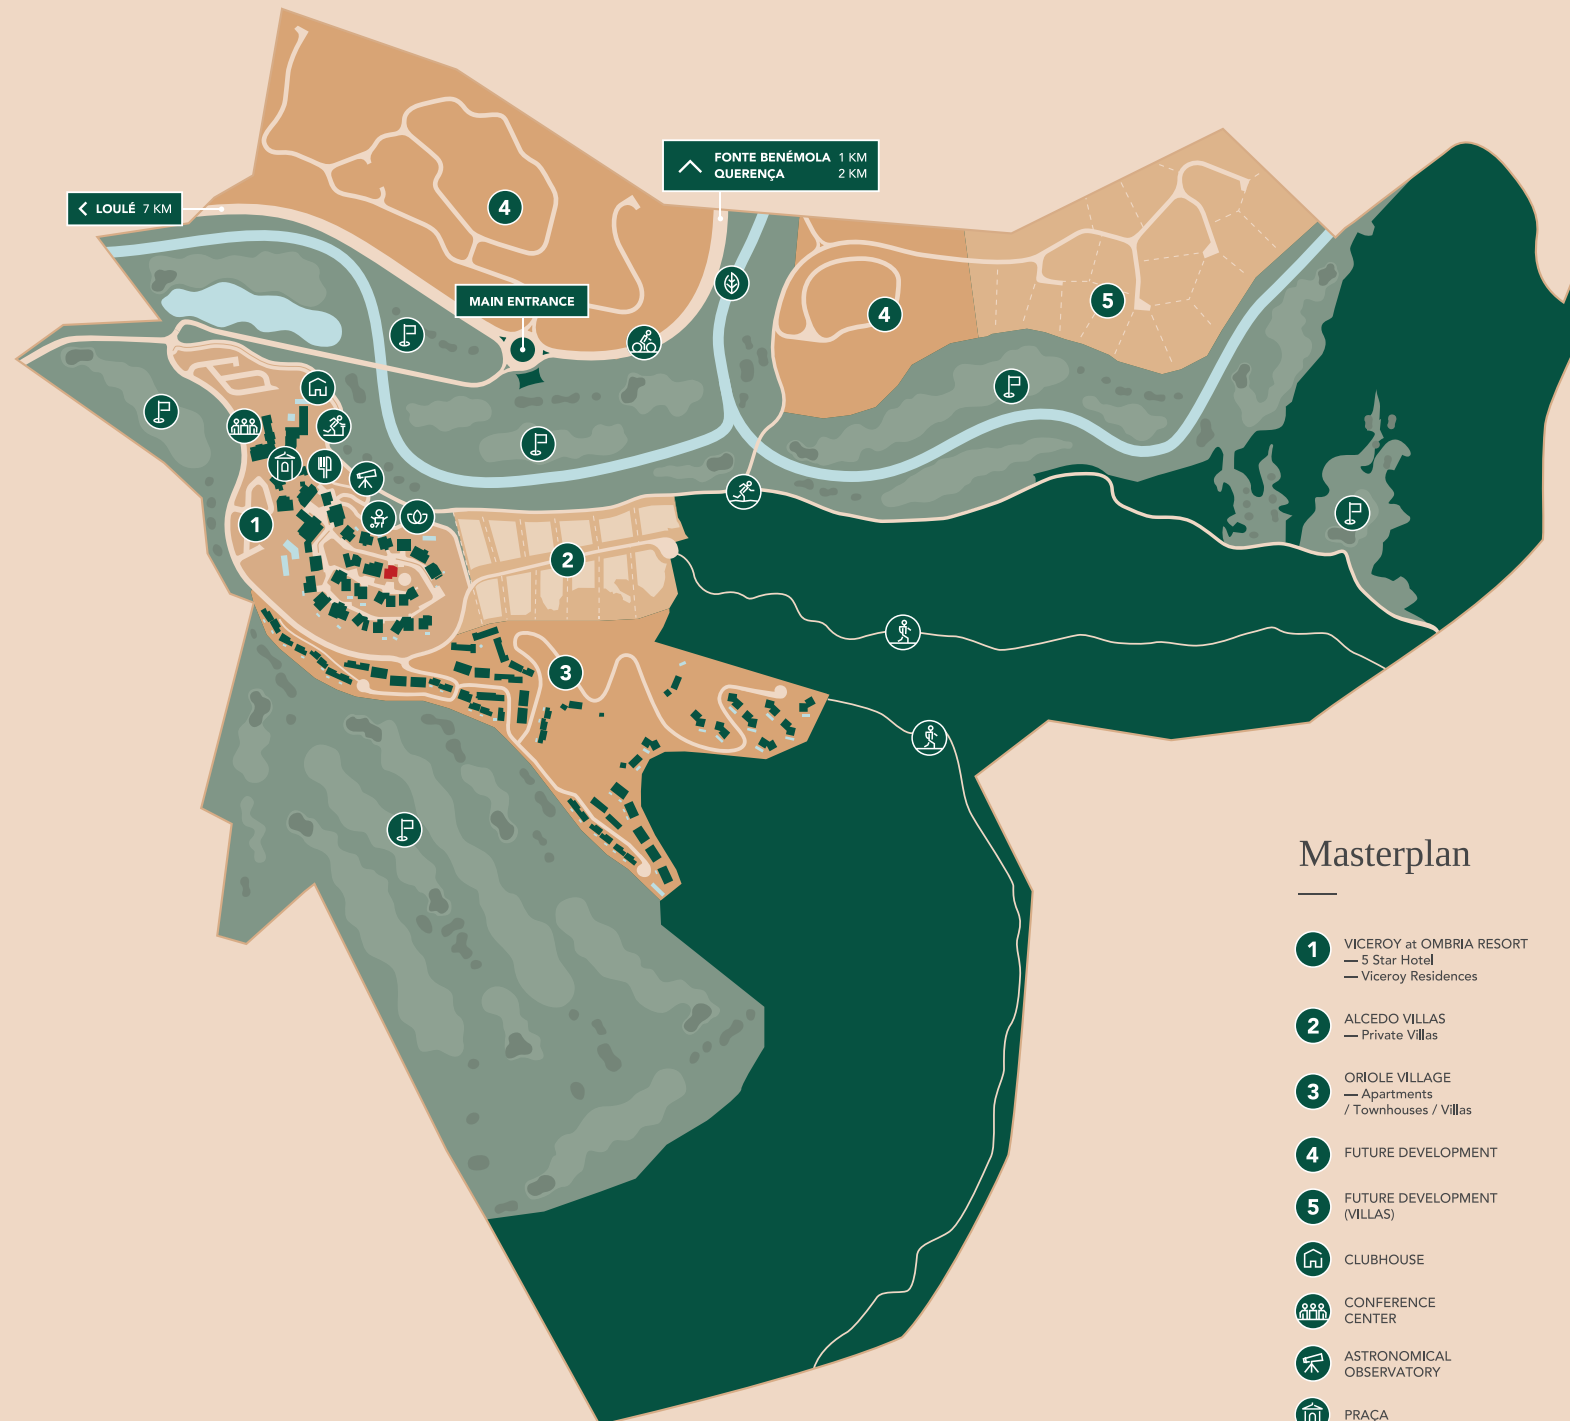 FONTE BENÉMOLA 1 KM
QUERENÇA 2 KM
LOULÉ 7 KM
4
MAIN ENTRANCE
4
5
1
2
3
Masterplan
1 VICEROY at OMBRIA RESORT
— 5 Star Hotel
— Viceroy Residences
2 ALCEDO VILLAS
— Private Villas
3 ORIOLE VILLAGE
— Apartments
/ Townhouses / Villas
4 FUTURE DEVELOPMENT
5 FUTURE DEVELOPMENT
(VILLAS)
CLUBHOUSE
CONFERENCE
CENTER
ASTRONOMICAL
OBSERVATORY
PRAÇA